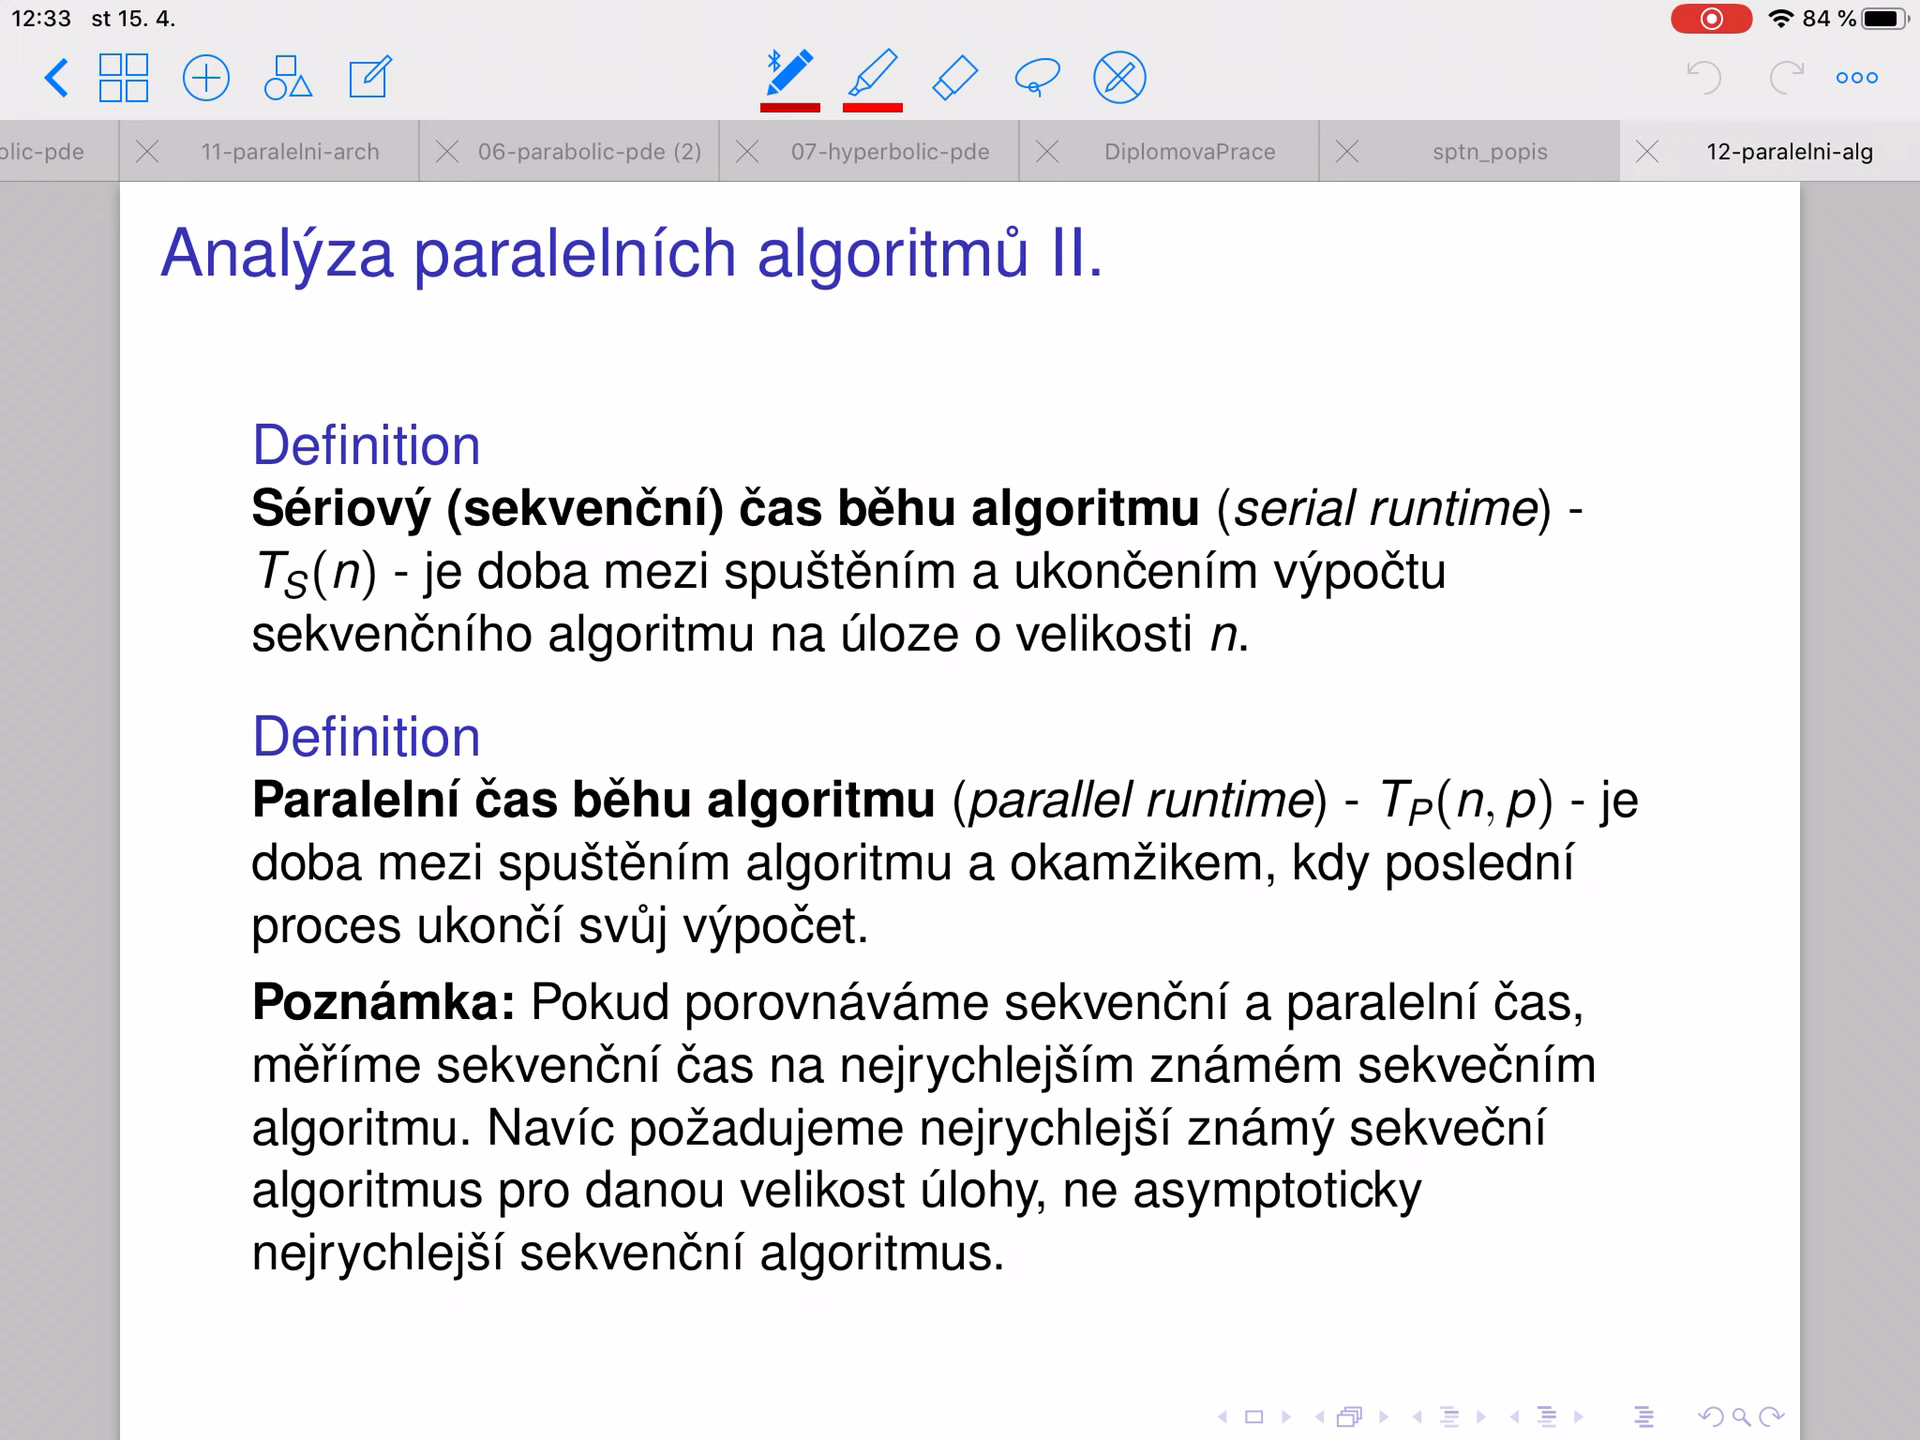 12:33 st 15. 4. 84 %
olic-pde 11-paralelni-arch 06-parabolic-pde (2) 07-hyperbolic-pde DiplomovaPrace sptn_popis 12-paralelni-alg
Analýza paralelních algoritmů II.
Definition
Sériový (sekvenční) čas běhu algoritmu (serial runtime) -
T_S(n) - je doba mezi spuštěním a ukončením výpočtu
sekvenčního algoritmu na úloze o velikosti n.
Definition
Paralelní čas běhu algoritmu (parallel runtime) - T_P(n, p) - je
doba mezi spuštěním algoritmu a okamžikem, kdy poslední
proces ukončí svůj výpočet.
Poznámka: Pokud porovnáváme sekvenční a paralelní čas,
měříme sekvenční čas na nejrychlejším známém sekvečním
algoritmu. Navíc požadujeme nejrychlejší známý sekveční
algoritmus pro danou velikost úlohy, ne asymptoticky
nejrychlejší sekvenční algoritmus.